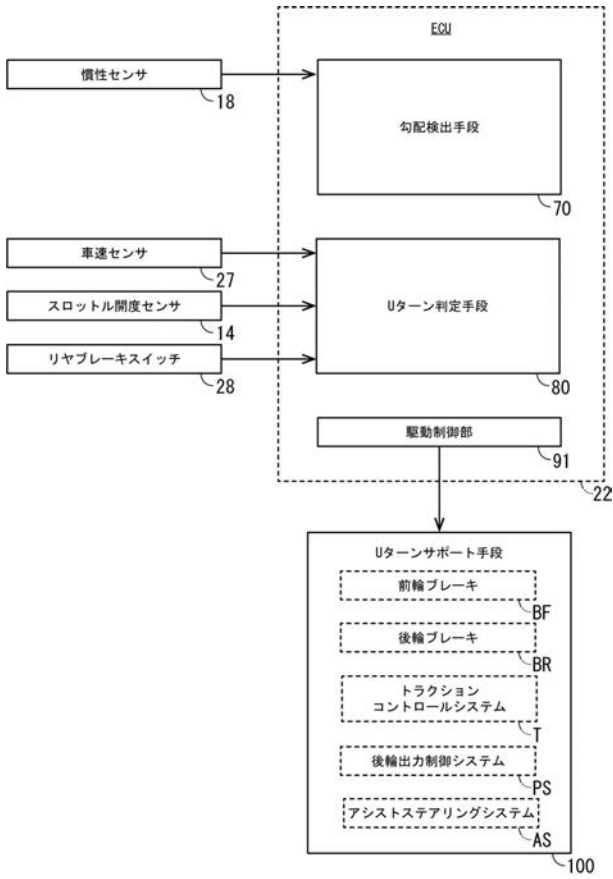 ECU
慣性センサ
18
勾配検出手段
70
車速センサ
27
スロットル開度センサ
14
リヤブレーキスイッチ
28
Uターン判定手段
80
駆動制御部
91
22
Uターンサポート手段
前輪ブレーキ
BF
後輪ブレーキ
BR
トラクション
コントロールシステム
T
後輪出力制御システム
PS
アシストステアリングシステム
AS
100